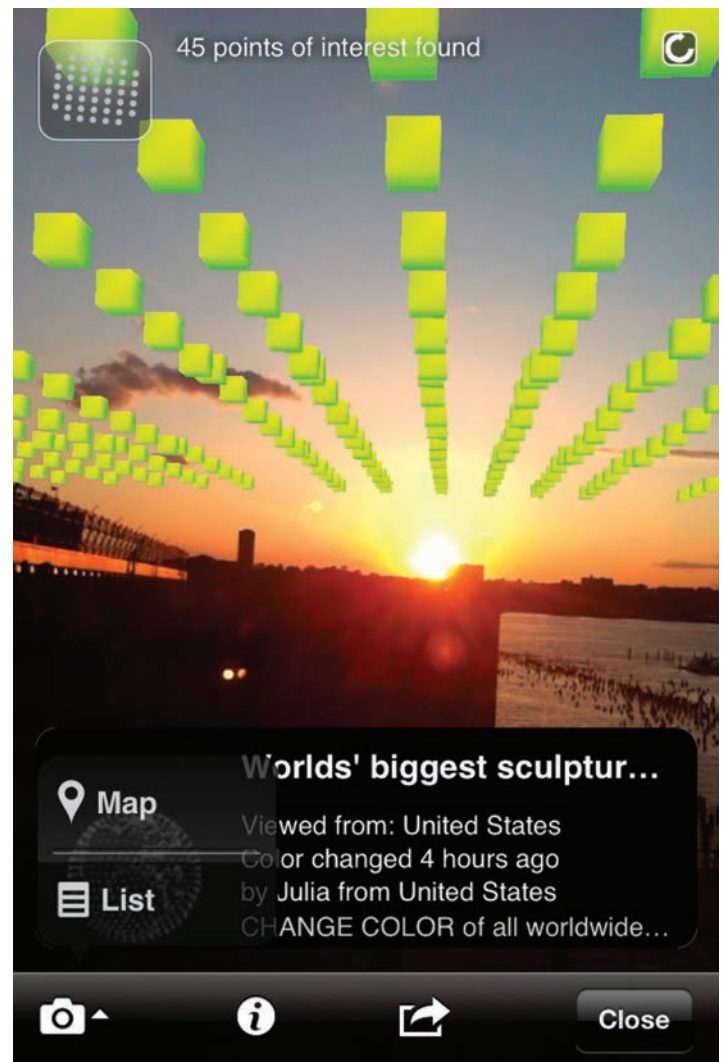 45 points of interest found
Worlds' biggest sculptur...
Map
Viewed from: United States
Color changed 4 hours ago
List
by Julia from United States
CHANGE COLOR of all worldwide...
Close